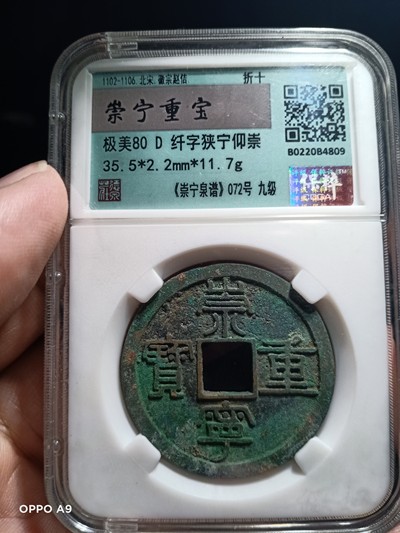 1102-1106 北宋.徽宗赵佶 折十
崇宁重宝
极美80 D 纤字狭宁仰崇
35.5*2.2mm*11.7g
《崇宁泉谱》072号 九级
B0220B4809
崇
寶 重
寧
OPPO A9